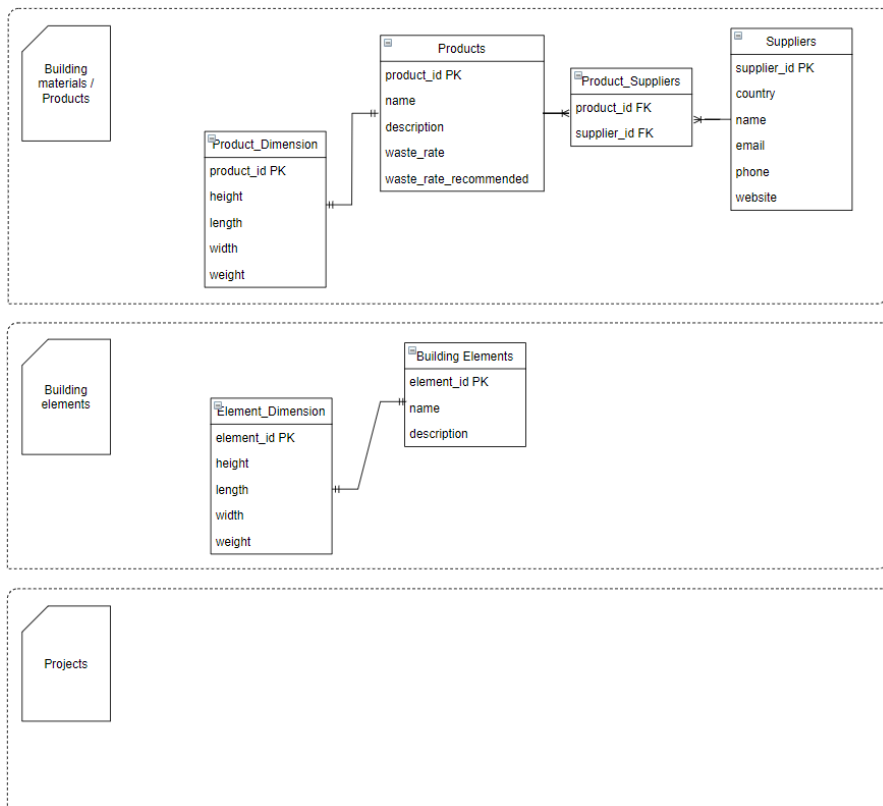 Building
materials /
Products
Product_Dimension
product_id PK
height
length
width
weight
Products
product_id PK
name
description
waste_rate
waste_rate_recommended
Product_Suppliers
product_id FK
supplier_id FK
Suppliers
supplier_id PK
country
name
email
phone
website
Building
elements
Element_Dimension
element_id PK
height
length
width
weight
Building Elements
element_id PK
name
description
Projects